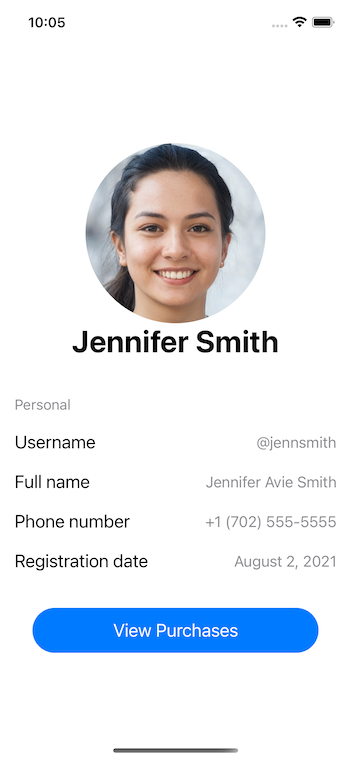 10:05
Jennifer Smith
Personal
Username @jennsmith
Full name Jennifer Avie Smith
Phone number +1 (702) 555-5555
Registration date August 2, 2021
View Purchases